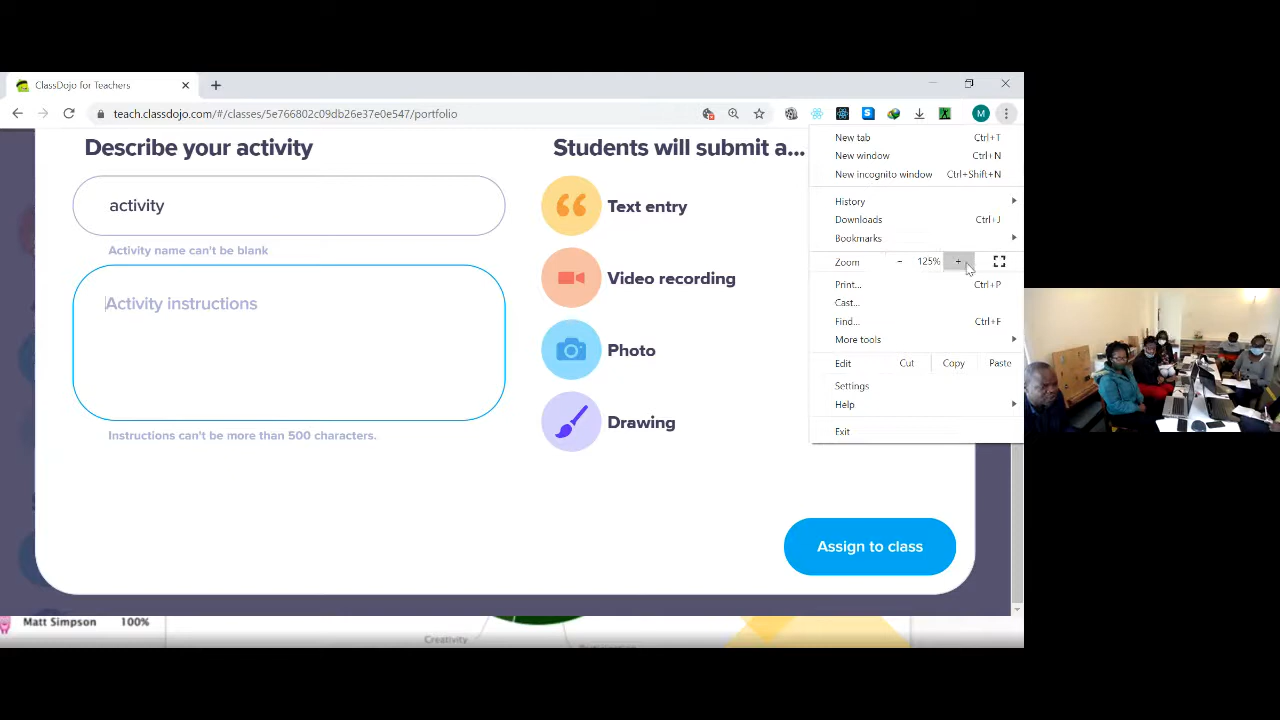 ClassDojo for Teachers
teach.classdojo.com/#/classes/5e766802c09db26e37e0e547/portfolio
M
Describe your activity
activity
Activity name can't be blank
Activity instructions
Instructions can't be more than 500 characters.
Students will submit a...
Text entry
Video recording
Photo
Drawing
Assign to class
New tab Ctrl+T
New window Ctrl+N
New incognito window Ctrl+Shift+N
History
Downloads Ctrl+J
Bookmarks
Zoom - 125% +
Print... Ctrl+P
Cast...
Find... Ctrl+F
More tools
Edit Cut Copy Paste
Settings
Help
Exit
Matt Simpson 100%
Creativity